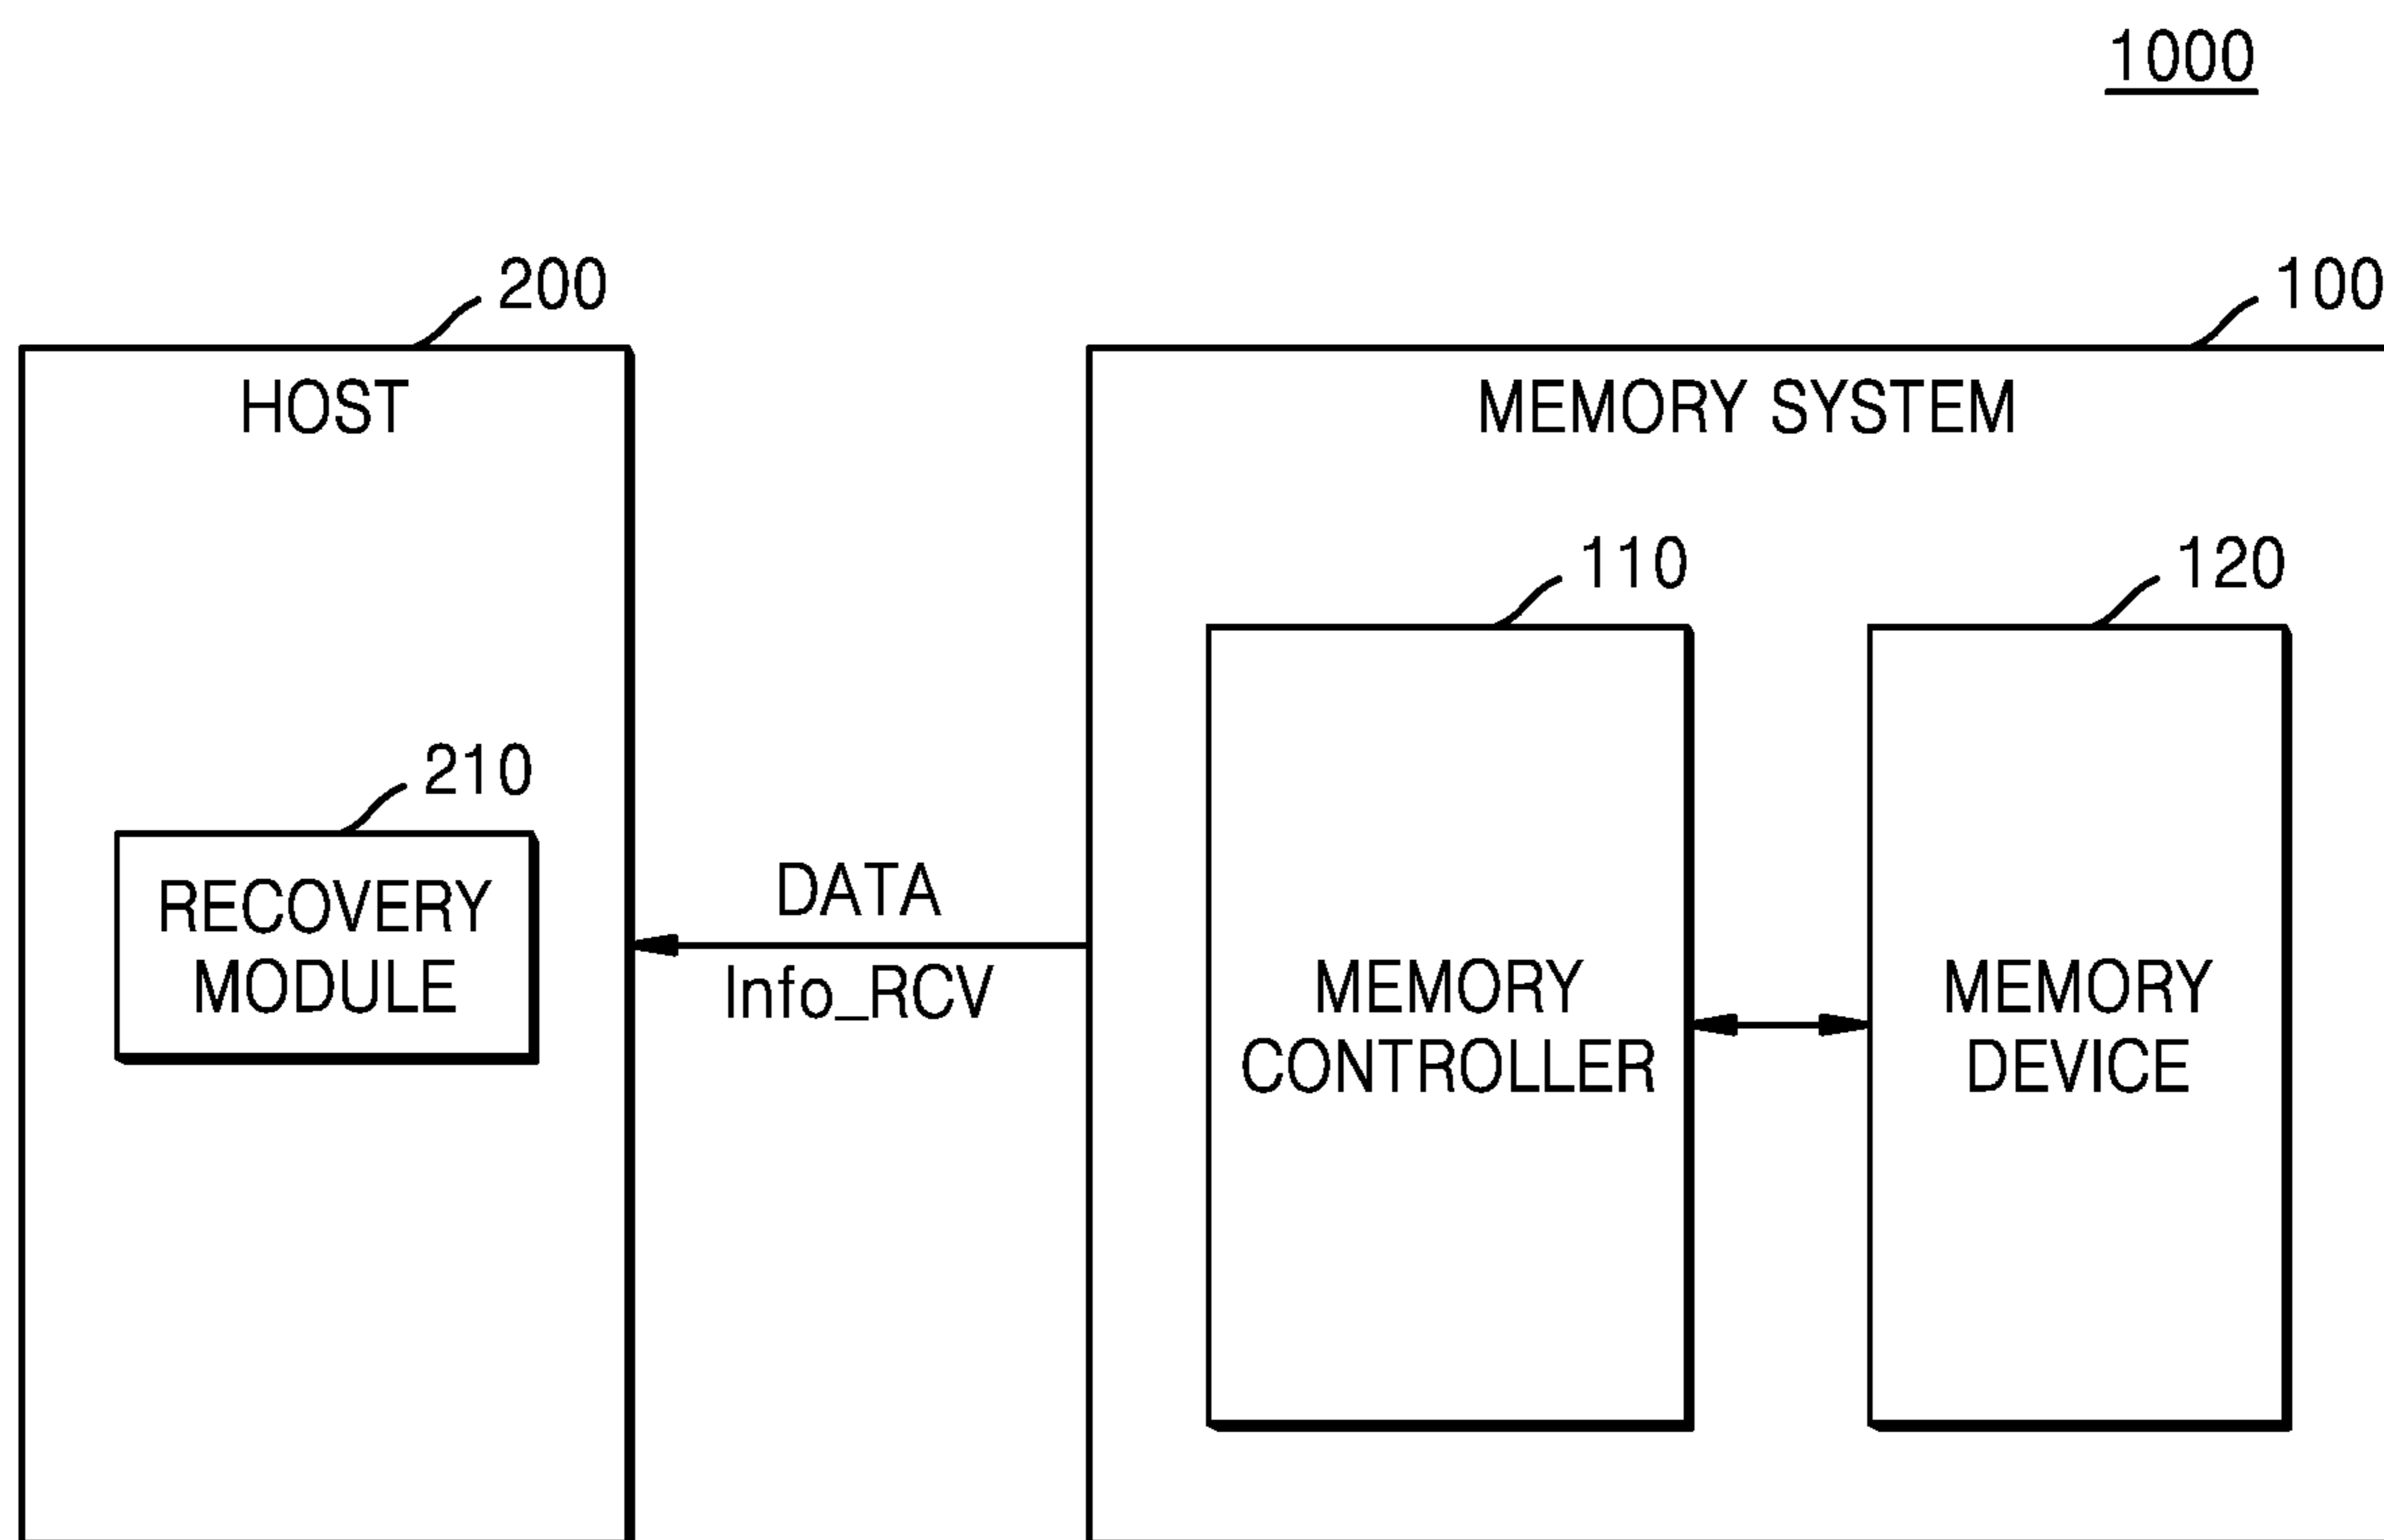 1000
200
100
HOST
MEMORY SYSTEM
110
120
210
RECOVERY
MODULE
DATA
Info_RCV
MEMORY
CONTROLLER
MEMORY
DEVICE